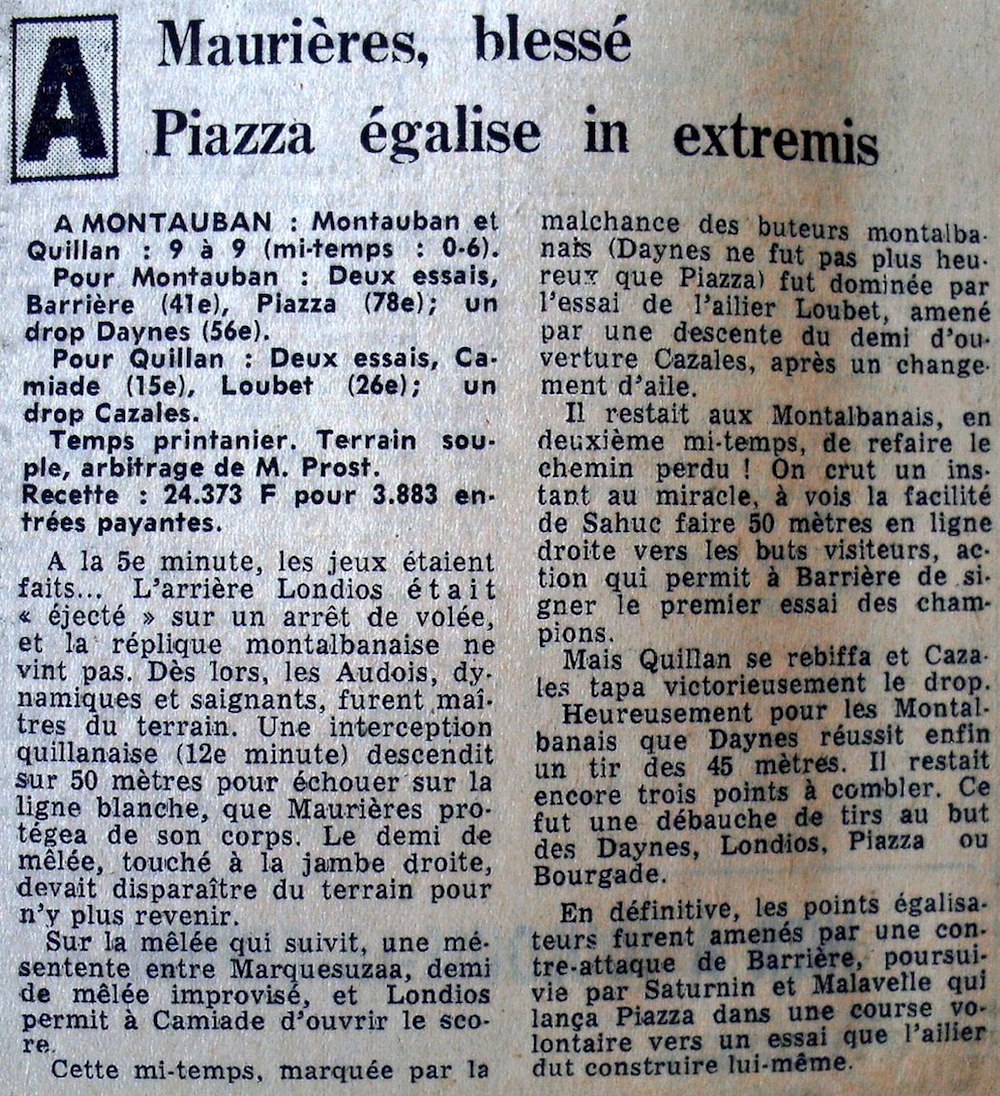 A
Maurières, blessé
Piazza égalise in extremis
A MONTAUBAN : Montauban et
Quillan : 9 à 9 (mi-temps : 0-6).
Pour Montauban : Deux essais,
Barrière (41e), Piazza (78e); un
drop Daynes (56e).
Pour Quillan : Deux essais, Ca-
miade (15e), Loubet (26e); un
drop Cazales.
Temps printanier. Terrain sou-
ple, arbitrage de M. Prost.
Recette : 24.373 F pour 3.883 en-
trées payantes.
A la 5e minute, les jeux étaient
faits... L'arrière Londios était
« éjecté » sur un arrêt de volée,
et la réplique montalbanaise ne
vint pas. Dès lors, les Audois, dy-
namiques et saignants, furent maî-
tres du terrain. Une interception
quillanaise (12e minute) descendit
sur 50 mètres pour échouer sur la
ligne blanche, que Maurières pro-
tégea de son corps. Le demi de
mêlée, touché à la jambe droite,
devait disparaître du terrain pour
n'y plus revenir.
Sur la mêlée qui suivit, une mé-
sentente entre Marquesuzaa, demi
de mêlée improvisé, et Londios
permit à Camiade d'ouvrir le sco-
re.
Cette mi-temps, marquée par la
malchance des buteurs montalba-
nais (Daynes ne fut pas plus heu-
reux que Piazza) fut dominée par
l'essai de l'ailier Loubet, amené
par une descente du demi d'ou-
verture Cazales, après un change-
ment d'aile.
Il restait aux Montalbanais, en
deuxième mi-temps, de refaire le
chemin perdu ! On crut un ins-
tant au miracle, à vois la facilité
de Sahuc faire 50 mètres en ligne
droite vers les buts visiteurs, ac-
tion qui permit à Barrière de si-
gner le premier essai des cham-
pions.
Mais Quillan se rebiffa et Caza-
les tapa victorieusement le drop.
Heureusement pour les Montal-
banais que Daynes réussit enfin
un tir des 45 mètres. Il restait
encore trois points à combler. Ce
fut une débauche de tirs au but
des Daynes, Londios, Piazza ou
Bourgade.
En définitive, les points égalisa-
teurs furent amenés par une con-
tre-attaque de Barrière, poursui-
vie par Saturnin et Malavelle qui
lança Piazza dans une course vo-
lontaire vers un essai que l'ailier
dut construire lui-même.